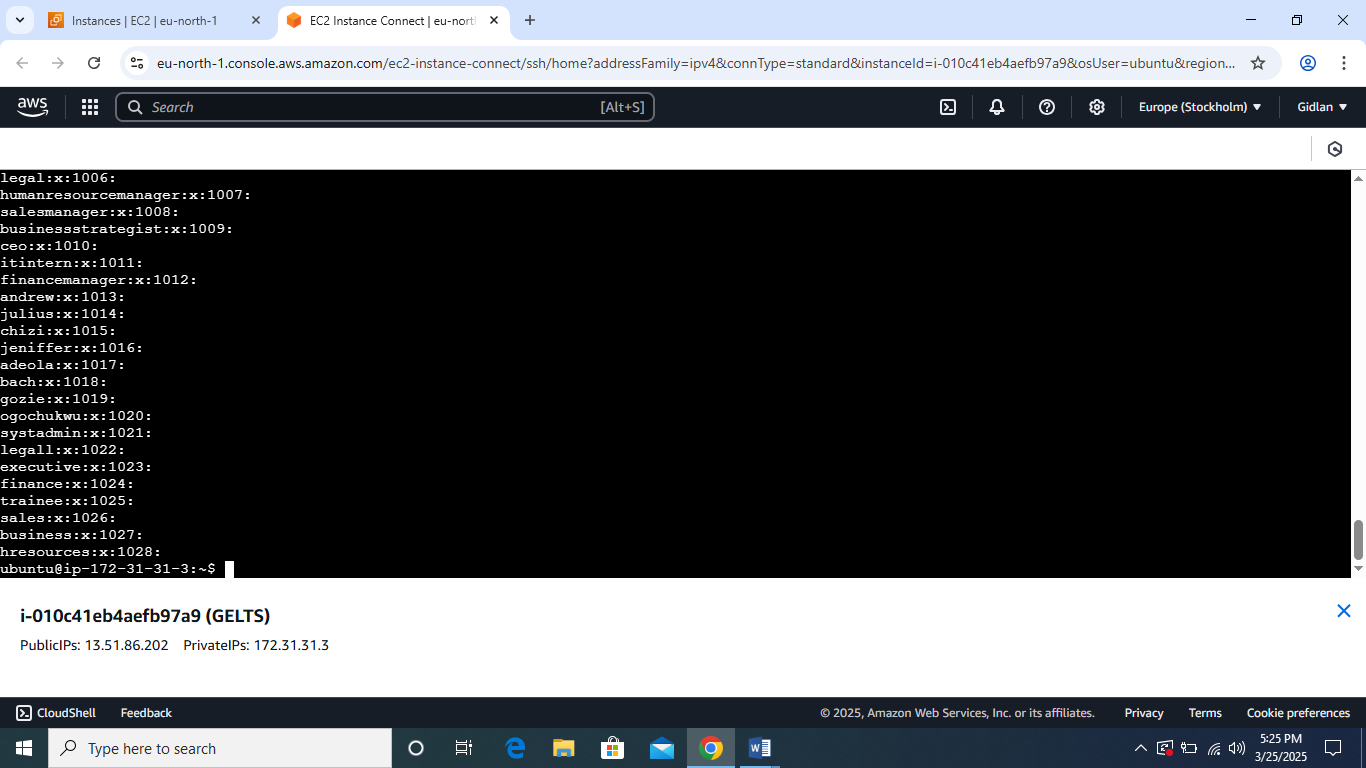 Instances | EC2 | eu-north-1
EC2 Instance Connect | eu-nort
eu-north-1.console.aws.amazon.com/ec2-instance-connect/ssh/home?addressFamily=ipv4&connType=standard&instanceId=i-010c41eb4aefb97a9&osUser=ubuntu&region...
aws
Search
[Alt+S]
Europe (Stockholm)
Gidlan
legal:x:1006:
humanresourcemanager:x:1007:
salesmanager:x:1008:
businessstrategist:x:1009:
ceo:x:1010:
itintern:x:1011:
financemanager:x:1012:
andrew:x:1013:
julius:x:1014:
chizi:x:1015:
jeniffer:x:1016:
adeola:x:1017:
bach:x:1018:
gozie:x:1019:
ogochukwu:x:1020:
systadmin:x:1021:
legall:x:1022:
executive:x:1023:
finance:x:1024:
trainee:x:1025:
sales:x:1026:
business:x:1027:
hresources:x:1028:
ubuntu@ip-172-31-31-3:~$
i-010c41eb4aefb97a9 (GELTS)
PublicIPs: 13.51.86.202 PrivateIPs: 172.31.31.3
CloudShell Feedback
© 2025, Amazon Web Services, Inc. or its affiliates. Privacy Terms Cookie preferences
Type here to search
5:25 PM
3/25/2025